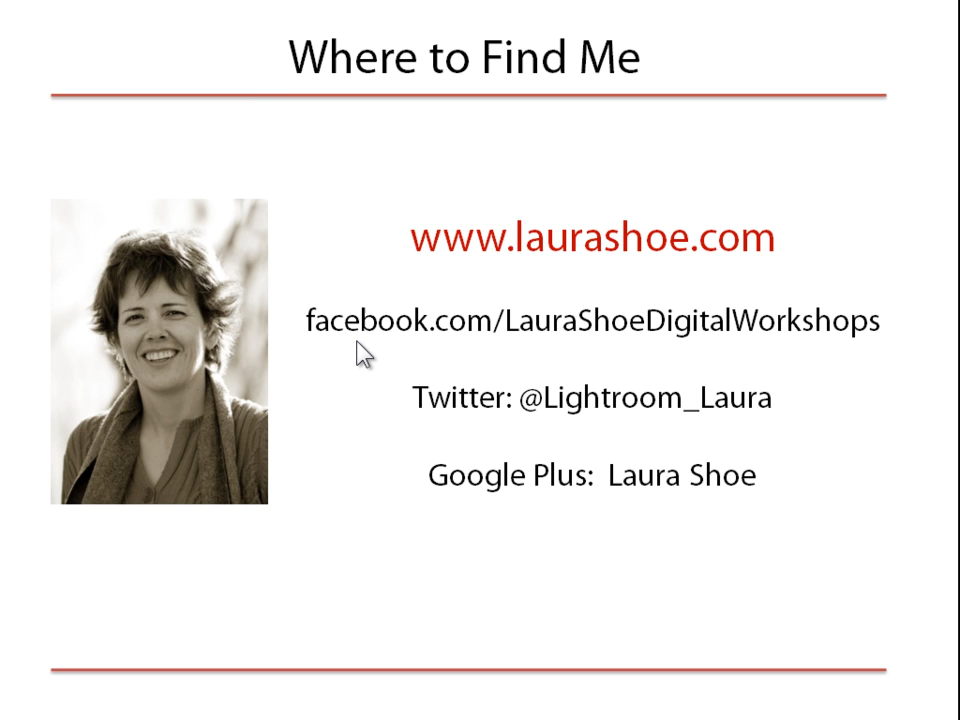 Where to Find Me
www.laurashoe.com
facebook.com/LauraShoeDigitalWorkshops
Twitter: @Lightroom_Laura
Google Plus:  Laura Shoe